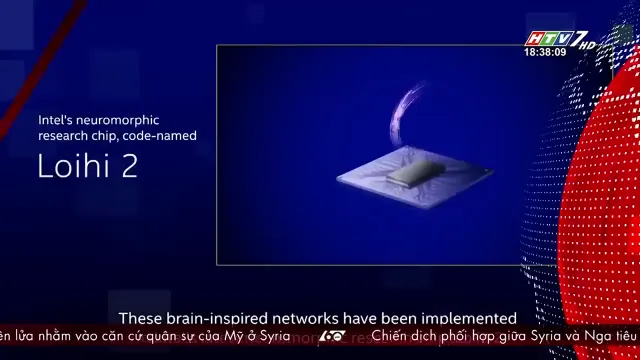 HTV7 HD
18:38:09
Intel's neuromorphic
research chip, code-named
Loihi 2
These brain-inspired networks have been implemented
lửa nhằm vào căn cứ quân sự của Mỹ ở Syria 60 Chiến dịch phối hợp giữa Syria và Nga tiêu